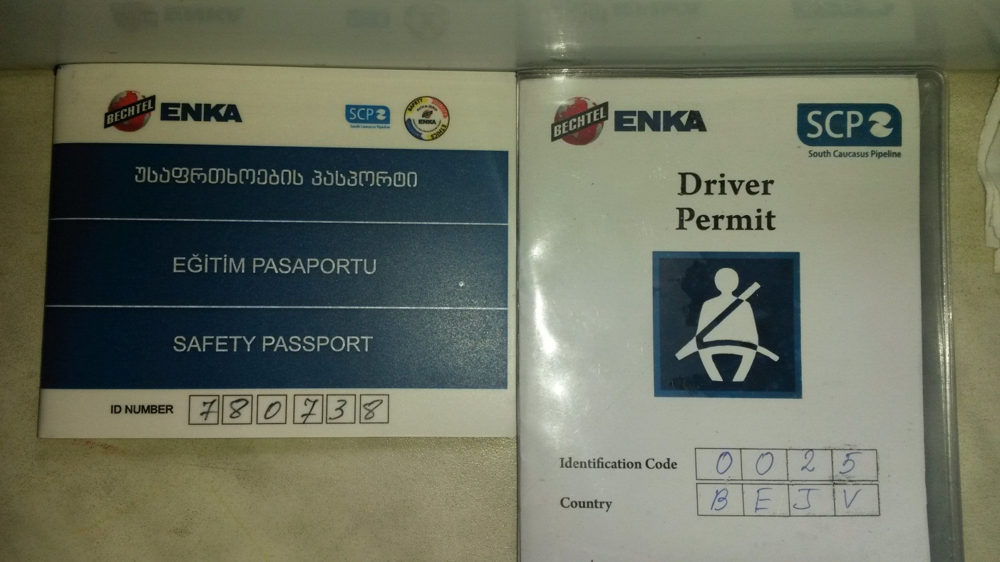 BECHTEL ENKA
SCP
South Caucasus Pipeline
SAFETY
ETHICS
ENKA
უსაფრთხოების პასპორტი
EĞİTİM PASAPORTU
SAFETY PASSPORT
ID NUMBER 7 8 0 7 3 8
BECHTEL ENKA
SCP
South Caucasus Pipeline
Driver
Permit
Identification Code 0 0 2 5
Country B E J V